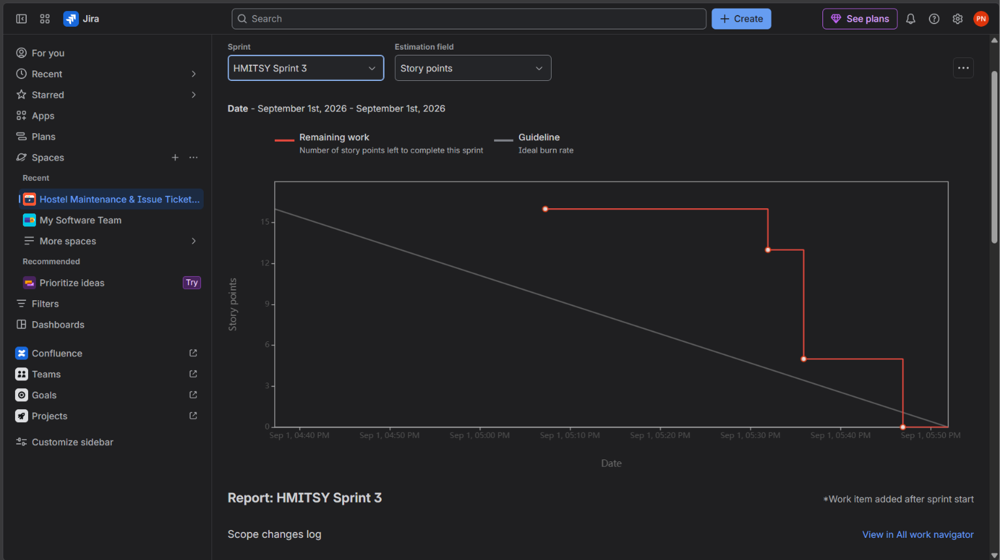 Jira
Search
Create
See plans
PN
For you
Recent
Starred
Apps
Plans
Spaces
Recent
Hostel Maintenance & Issue Ticket...
My Software Team
More spaces
Recommended
Prioritize ideas
Try
Filters
Dashboards
Confluence
Teams
Goals
Projects
Customize sidebar
Sprint
HMITSY Sprint 3
Estimation field
Story points
Date - September 1st, 2026 - September 1st, 2026
Remaining work
Number of story points left to complete this sprint
Guideline
Ideal burn rate
Story points
15
12
9
6
3
0
Sep 1, 04:40 PM
Sep 1, 04:50 PM
Sep 1, 05:00 PM
Sep 1, 05:10 PM
Sep 1, 05:20 PM
Sep 1, 05:30 PM
Sep 1, 05:40 PM
Sep 1, 05:50 PM
Date
Report: HMITSY Sprint 3
*Work item added after sprint start
Scope changes log
View in All work navigator